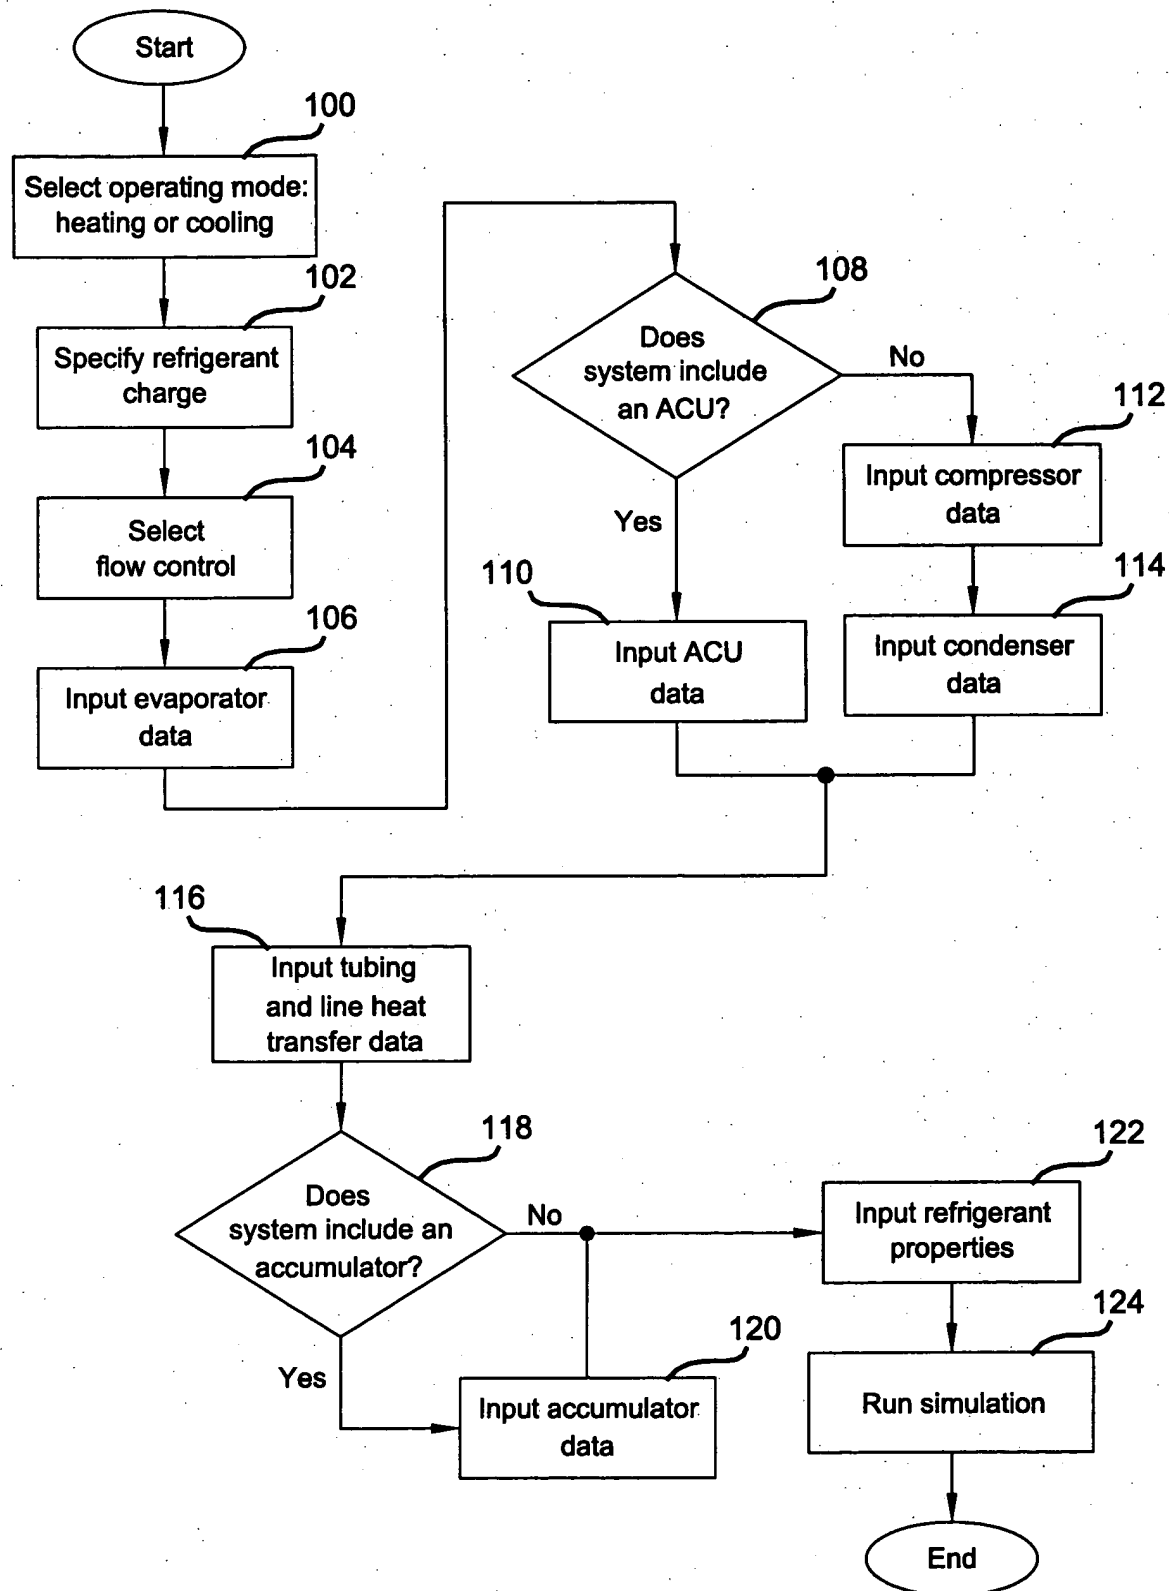 Start
100
Select operating mode:
heating or cooling
102
Specify refrigerant
charge
104
Select
flow control
106
Input evaporator
data
108
Does
system include
an ACU?
No
Yes
110
Input ACU
data
112
Input compressor
data
114
Input condenser
data
116
Input tubing
and line heat
transfer data
118
Does
system include an
accumulator?
No
Yes
120
Input accumulator
data
122
Input refrigerant
properties
124
Run simulation
End